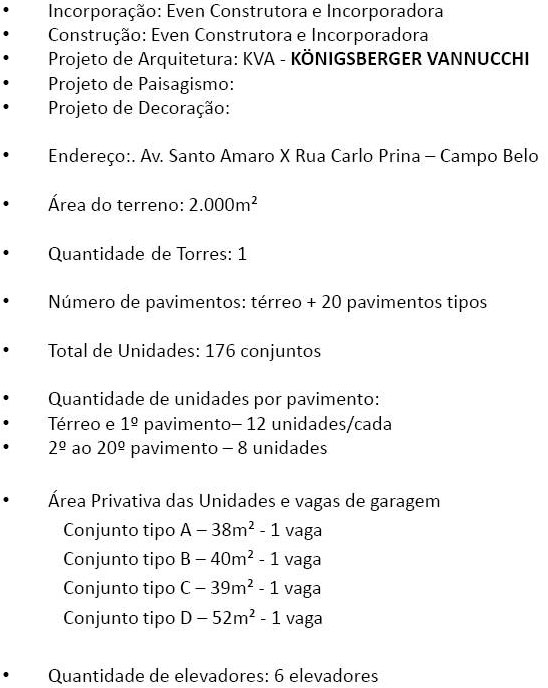 • Incorporação: Even Construtora e Incorporadora
• Construção: Even Construtora e Incorporadora
• Projeto de Arquitetura: KVA - KÖNIGSBERGER VANNUCCHI
• Projeto de Paisagismo:
• Projeto de Decoração:
• Endereço:. Av. Santo Amaro X Rua Carlo Prina – Campo Belo
• Área do terreno: 2.000m²
• Quantidade de Torres: 1
• Número de pavimentos: térreo + 20 pavimentos tipos
• Total de Unidades: 176 conjuntos
• Quantidade de unidades por pavimento:
• Térreo e 1º pavimento– 12 unidades/cada
• 2º ao 20º pavimento – 8 unidades
• Área Privativa das Unidades e vagas de garagem
Conjunto tipo A – 38m² - 1 vaga
Conjunto tipo B – 40m² - 1 vaga
Conjunto tipo C – 39m² - 1 vaga
Conjunto tipo D – 52m² - 1 vaga
• Quantidade de elevadores: 6 elevadores